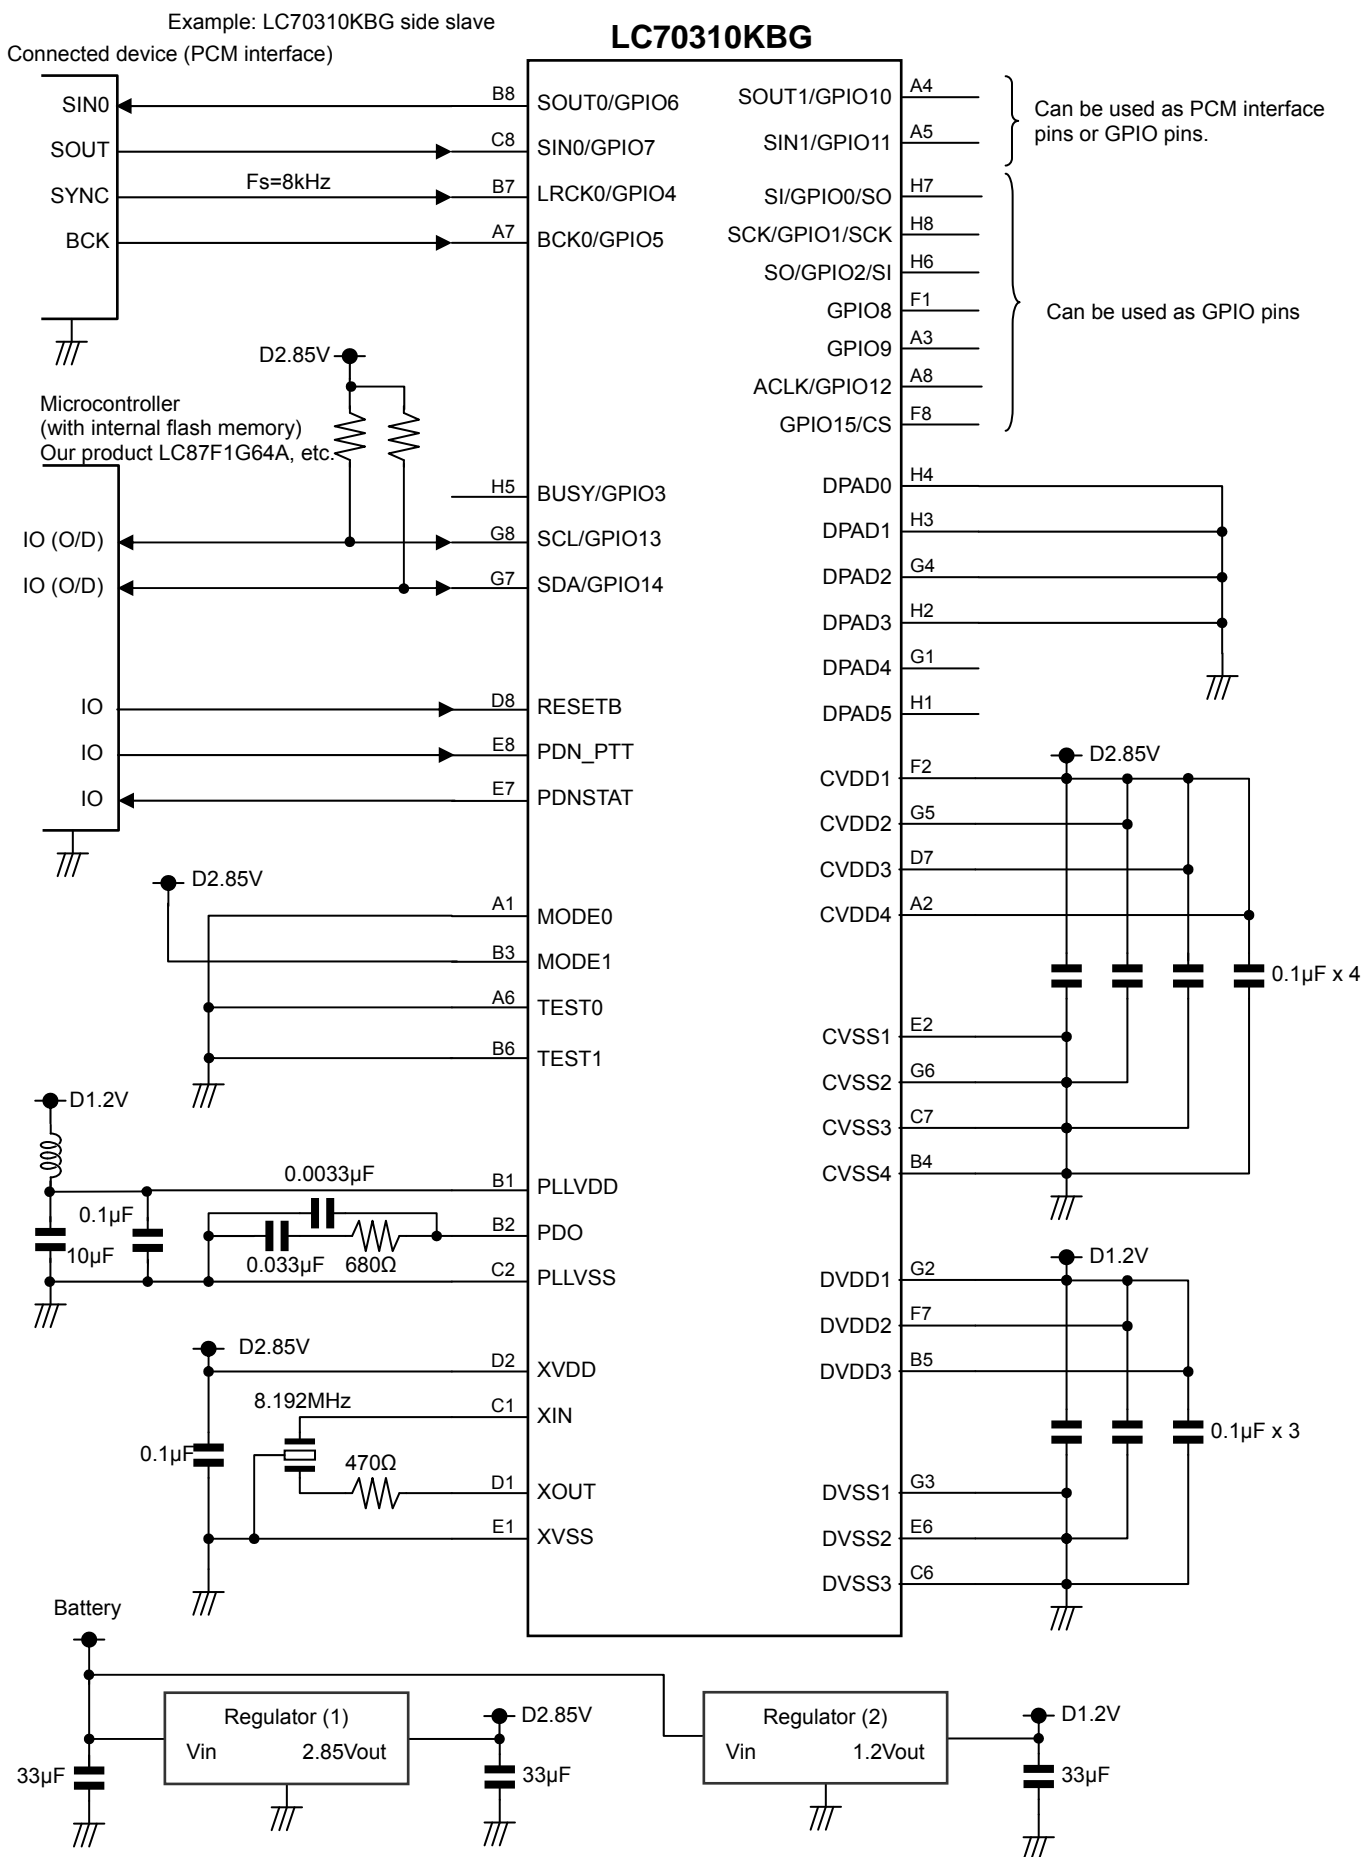 Example: LC70310KBG side slave
LC70310KBG
Connected device (PCM interface)
SIN0
B8
SOUT0/GPIO6
SOUT
C8
SIN0/GPIO7
SYNC
Fs=8kHz
B7
LRCK0/GPIO4
BCK
A7
BCK0/GPIO5
SOUT1/GPIO10
A4
SIN1/GPIO11
A5
Can be used as PCM interface
pins or GPIO pins.
SI/GPIO0/SO
H7
SCK/GPIO1/SCK
H8
SO/GPIO2/SI
H6
GPIO8
F1
GPIO9
A3
ACLK/GPIO12
A8
GPIO15/CS
F8
Can be used as GPIO pins
D2.85V
Microcontroller
(with internal flash memory)
Our product LC87F1G64A, etc.
H5
BUSY/GPIO3
IO (O/D)
G8
SCL/GPIO13
IO (O/D)
G7
SDA/GPIO14
IO
D8
RESETB
IO
E8
PDN_PTT
IO
E7
PDNSTAT
DPAD0
H4
DPAD1
H3
DPAD2
G4
DPAD3
H2
DPAD4
G1
DPAD5
H1
D2.85V
CVDD1
F2
CVDD2
G5
CVDD3
D7
CVDD4
A2
0.1µF x 4
CVSS1
E2
CVSS2
G6
CVSS3
C7
CVSS4
B4
D2.85V
A1
MODE0
B3
MODE1
A6
TEST0
B6
TEST1
D1.2V
0.0033µF
B1
PLLVDD
0.1µF
10µF
B2
PDO
0.033µF
680Ω
C2
PLLVSS
D1.2V
DVDD1
G2
DVDD2
F7
DVDD3
B5
0.1µF x 3
DVSS1
G3
DVSS2
E6
DVSS3
C6
D2.85V
D2
XVDD
8.192MHz
C1
XIN
0.1µF
470Ω
D1
XOUT
E1
XVSS
Battery
Regulator (1)
Vin
2.85Vout
D2.85V
33µF
33µF
Regulator (2)
Vin
1.2Vout
D1.2V
33µF